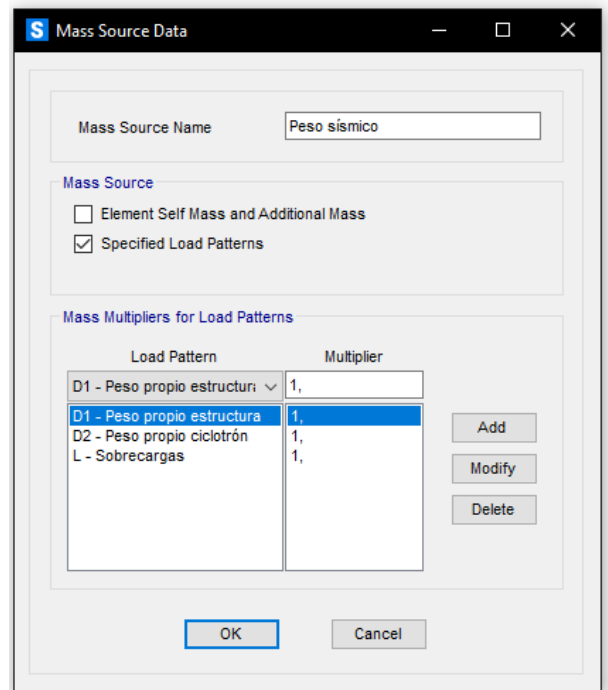 S Mass Source Data
Mass Source Name Peso sísmico
Mass Source
Element Self Mass and Additional Mass
Specified Load Patterns
Mass Multipliers for Load Patterns
Load Pattern Multiplier
D1 - Peso propio estructura 1,
D1 - Peso propio estructura 1,
D2 - Peso propio ciclotrón 1,
L - Sobrecargas 1,
Add
Modify
Delete
OK Cancel